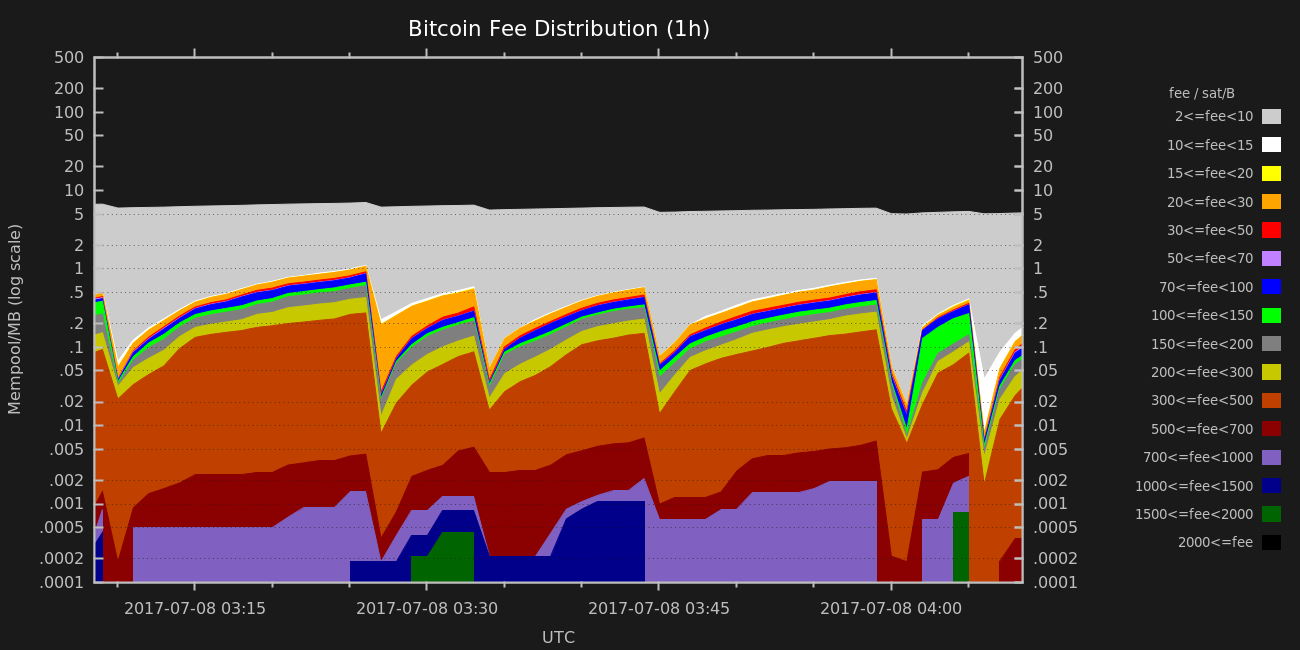 Bitcoin Fee Distribution (1h)
500 500
200 200
100 100
50 50
20 20
10 10
5 5
2 2
1 1
.5 .5
.2 .2
.1 .1
.05 .05
.02 .02
.01 .01
.005 .005
.002 .002
.001 .001
.0005 .0005
.0002 .0002
.0001 .0001
Mempool/MB (log scale)
2017-07-08 03:15 2017-07-08 03:30 2017-07-08 03:45 2017-07-08 04:00
UTC
fee / sat/B
2<=fee<10
10<=fee<15
15<=fee<20
20<=fee<30
30<=fee<50
50<=fee<70
70<=fee<100
100<=fee<150
150<=fee<200
200<=fee<300
300<=fee<500
500<=fee<700
700<=fee<1000
1000<=fee<1500
1500<=fee<2000
2000<=fee